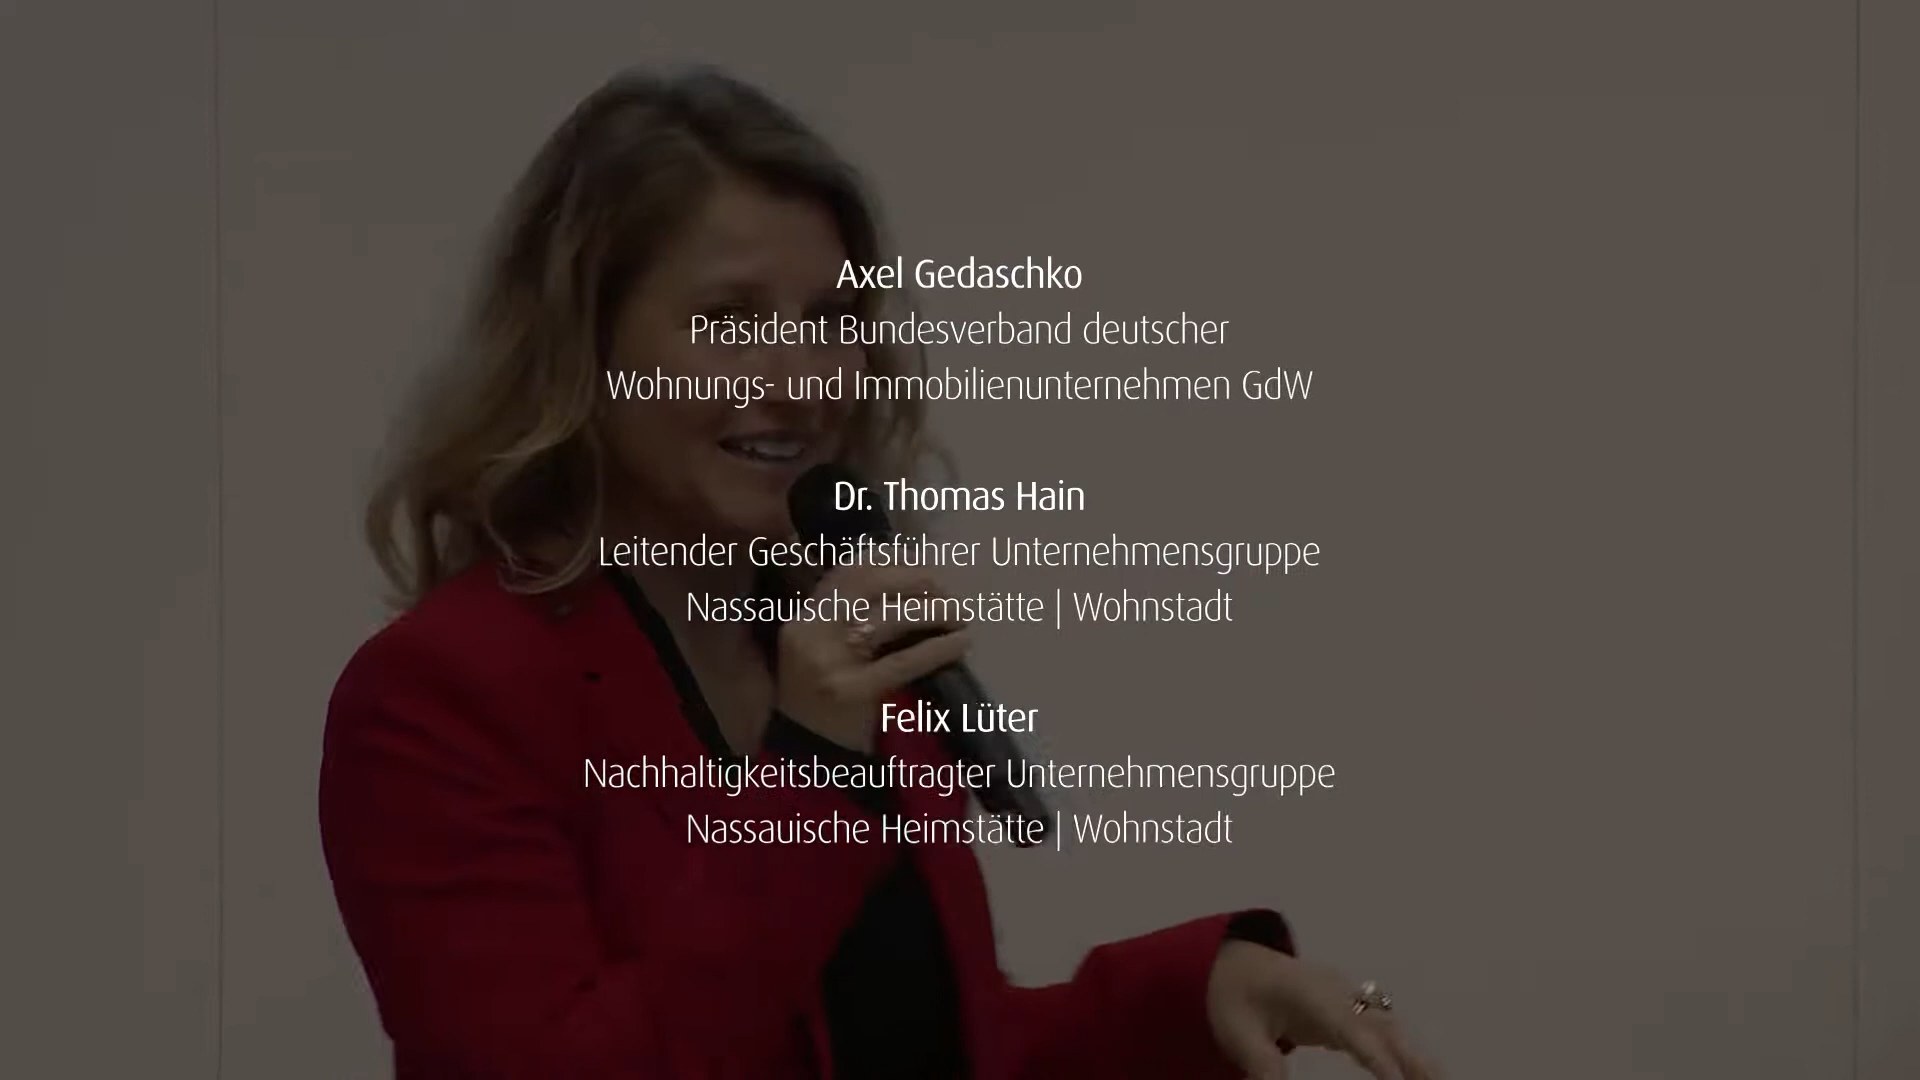 Axel Gedaschko
Präsident Bundesverband deutscher
Wohnungs- und Immobilienunternehmen GdW
Dr. Thomas Hain
Leitender Geschäftsführer Unternehmensgruppe
Nassauische Heimstätte | Wohnstadt
Felix Lüter
Nachhaltigkeitsbeauftragter Unternehmensgruppe
Nassauische Heimstätte | Wohnstadt